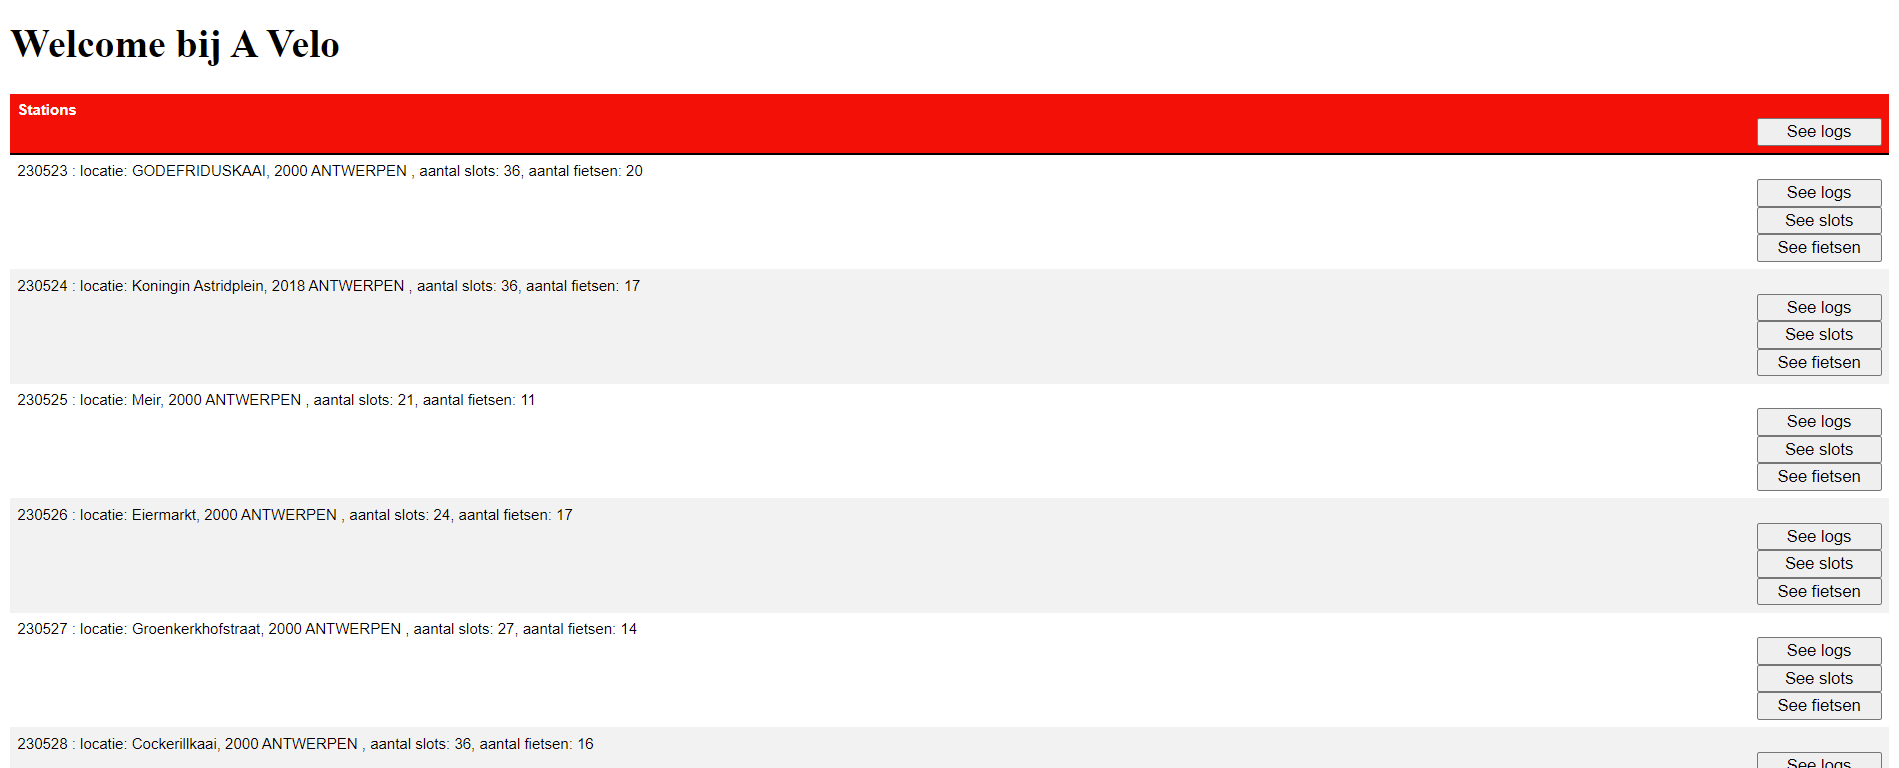 Welcome bij A Velo
Stations
See logs
230523 : locatie: GODEFRIDUSKAAI, 2000 ANTWERPEN , aantal slots: 36, aantal fietsen: 20
See logs
See slots
See fietsen
230524 : locatie: Koningin Astridplein, 2018 ANTWERPEN , aantal slots: 36, aantal fietsen: 17
See logs
See slots
See fietsen
230525 : locatie: Meir, 2000 ANTWERPEN , aantal slots: 21, aantal fietsen: 11
See logs
See slots
See fietsen
230526 : locatie: Eiermarkt, 2000 ANTWERPEN , aantal slots: 24, aantal fietsen: 17
See logs
See slots
See fietsen
230527 : locatie: Groenkerkhofstraat, 2000 ANTWERPEN , aantal slots: 27, aantal fietsen: 14
See logs
See slots
See fietsen
230528 : locatie: Cockerillkaai, 2000 ANTWERPEN , aantal slots: 36, aantal fietsen: 16
See logs